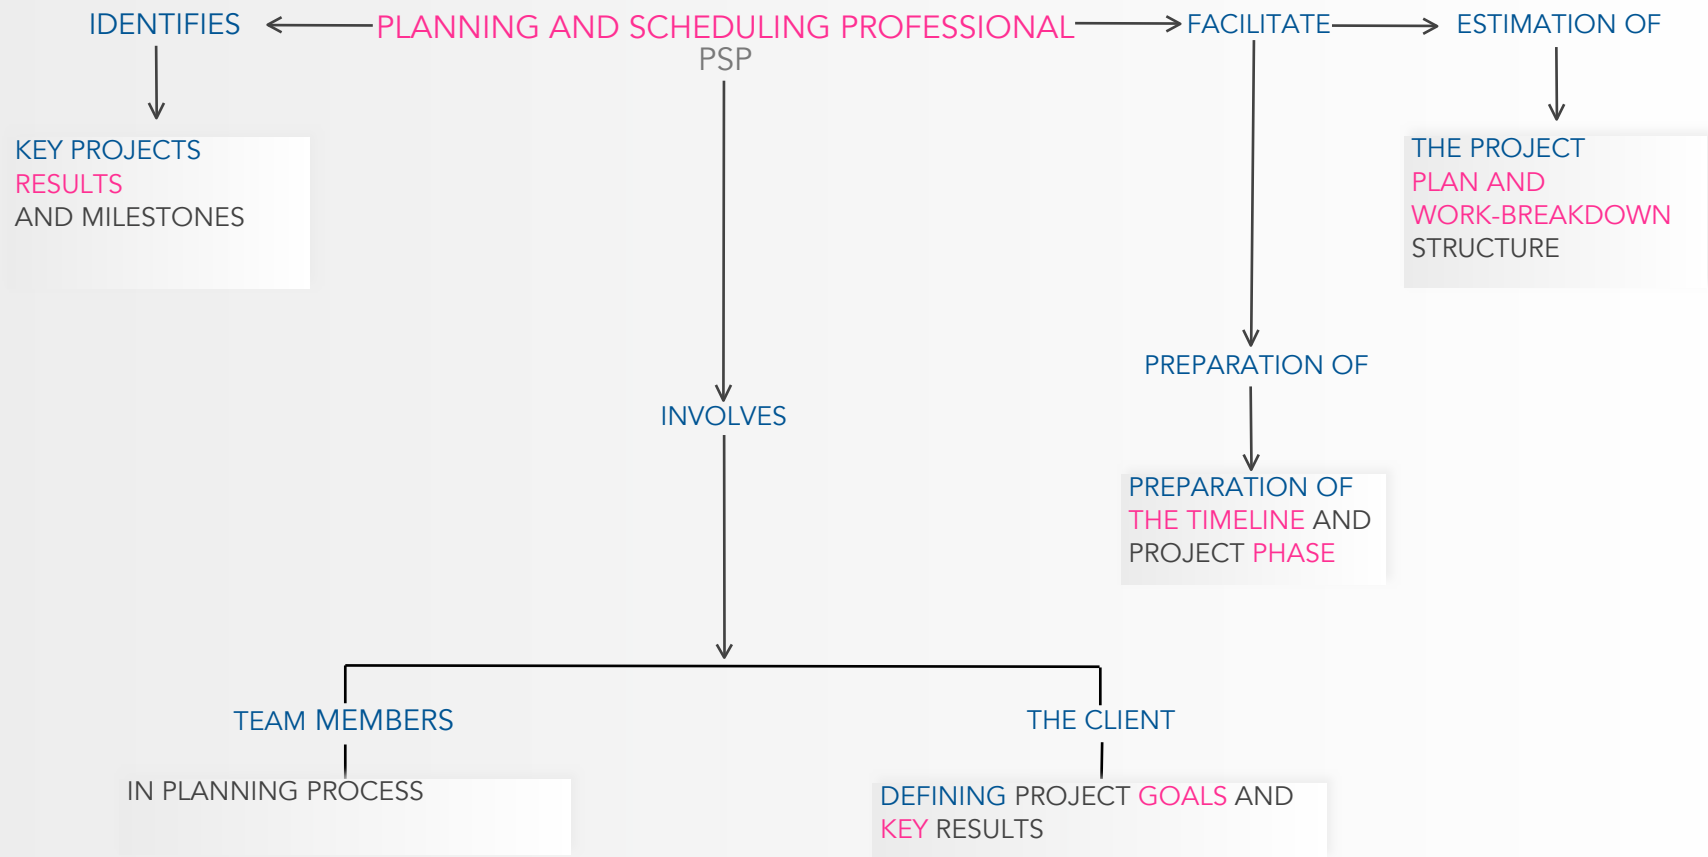 IDENTIFIES
PLANNING AND SCHEDULING PROFESSIONAL
PSP
FACILITATE
ESTIMATION OF
KEY PROJECTS
RESULTS
AND MILESTONES
THE PROJECT
PLAN AND
WORK-BREAKDOWN
STRUCTURE
PREPARATION OF
INVOLVES
PREPARATION OF
THE TIMELINE AND
PROJECT PHASE
TEAM MEMBERS
THE CLIENT
IN PLANNING PROCESS
DEFINING PROJECT GOALS AND
KEY RESULTS